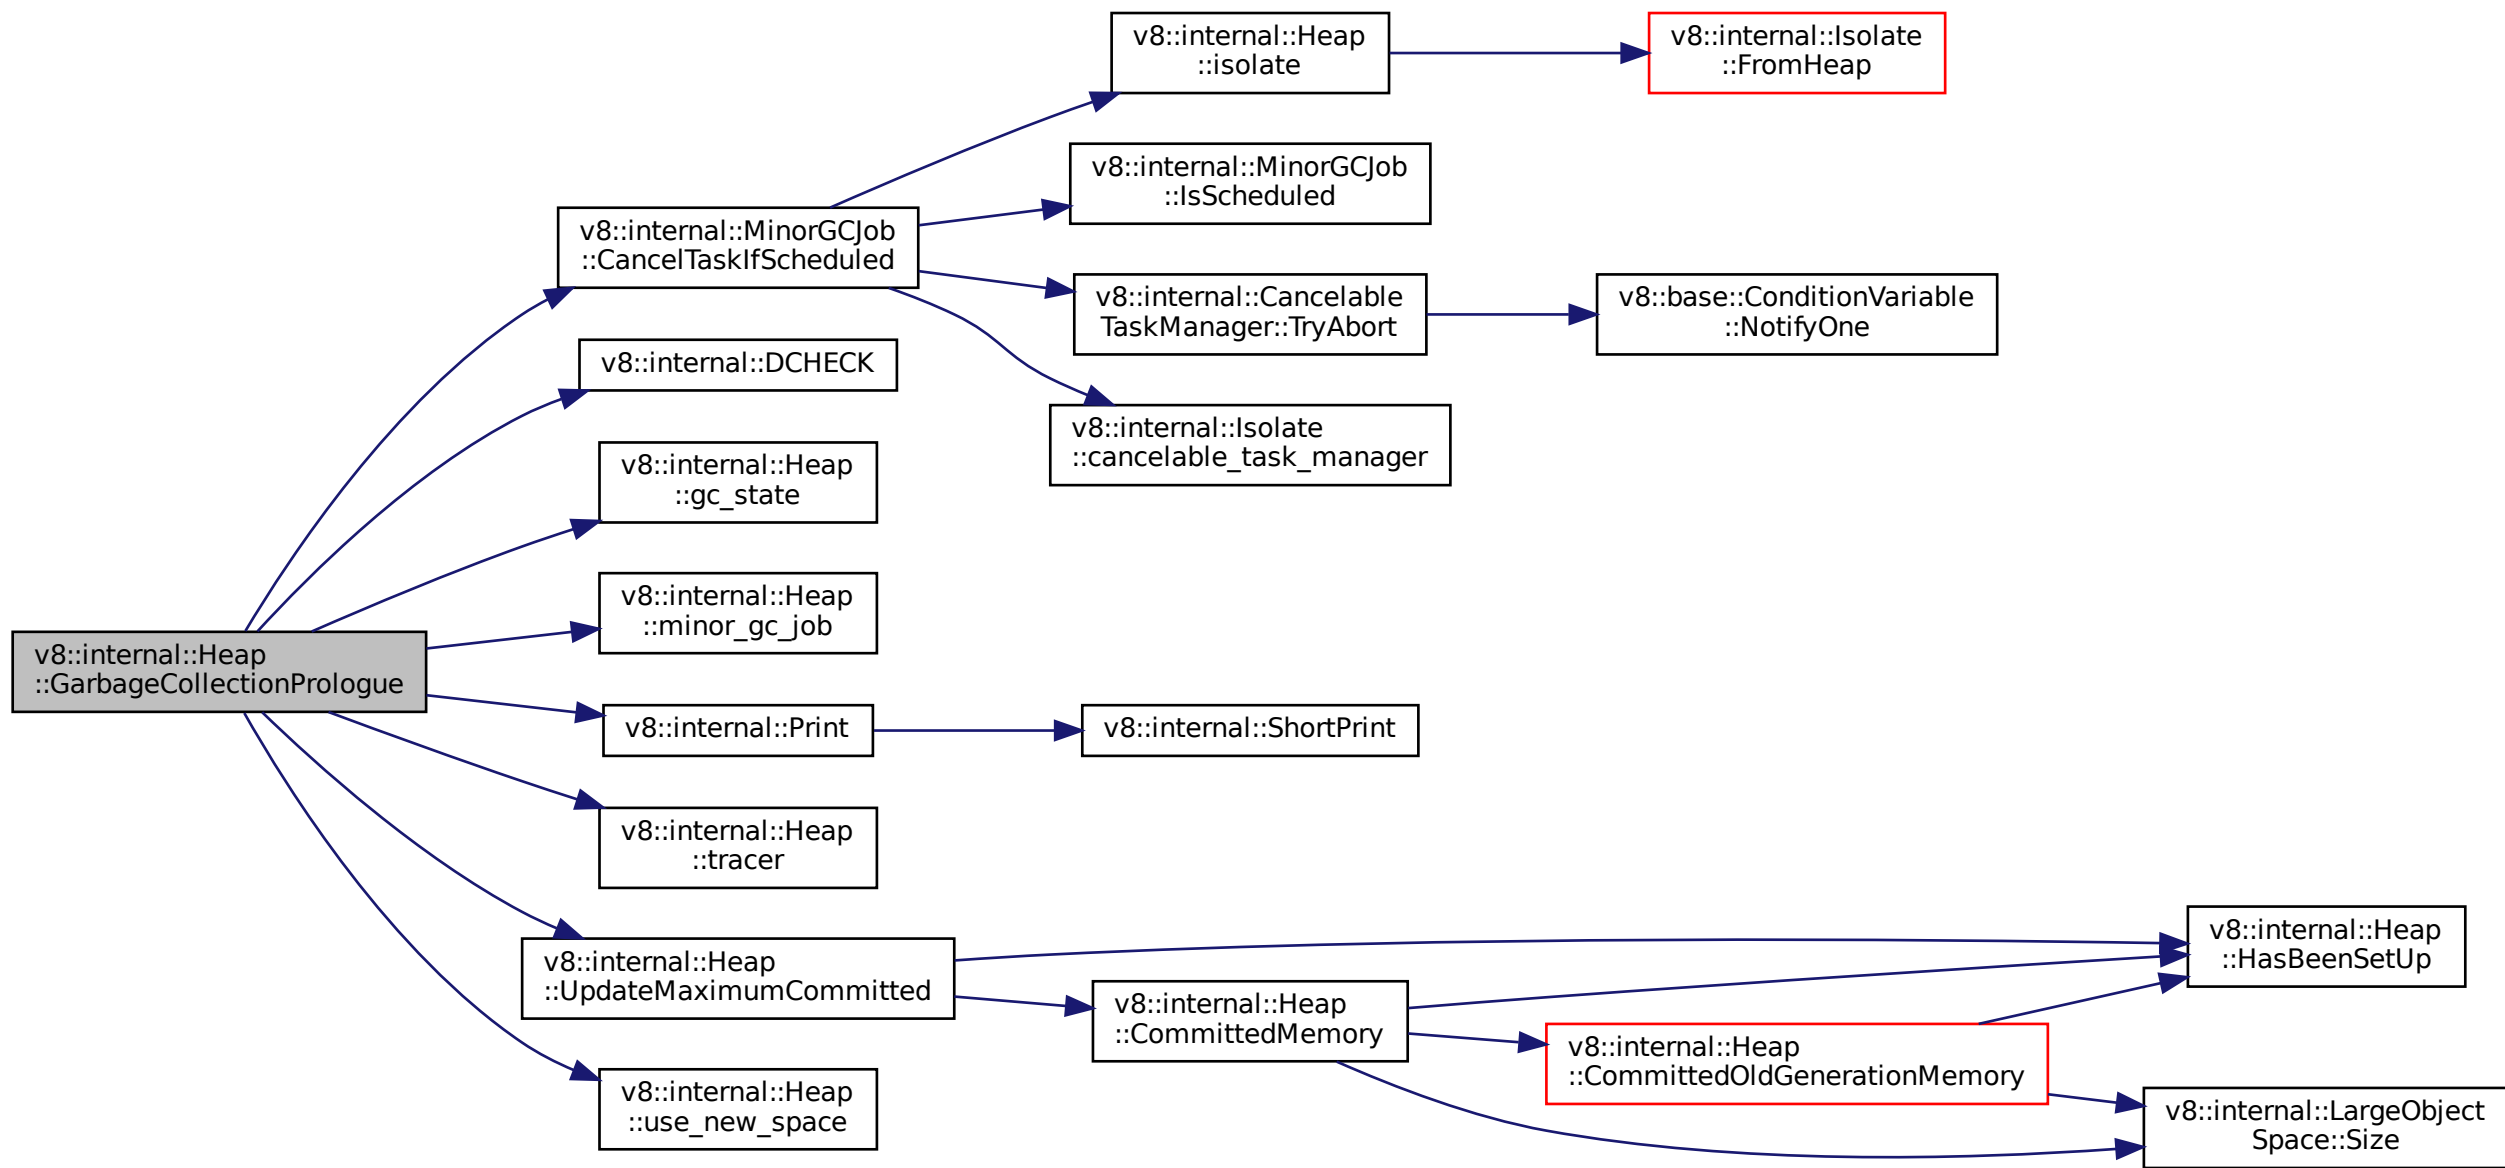 v8::internal::Heap
::isolate
v8::internal::Isolate
::FromHeap
v8::internal::MinorGCJob
::IsScheduled
v8::internal::MinorGCJob
::CancelTaskIfScheduled
v8::internal::Cancelable
TaskManager::TryAbort
v8::base::ConditionVariable
::NotifyOne
v8::internal::DCHECK
v8::internal::Isolate
::cancelable_task_manager
v8::internal::Heap
::gc_state
v8::internal::Heap
::minor_gc_job
v8::internal::Heap
::GarbageCollectionPrologue
v8::internal::Print
v8::internal::ShortPrint
v8::internal::Heap
::tracer
v8::internal::Heap
::UpdateMaximumCommitted
v8::internal::Heap
::HasBeenSetUp
v8::internal::Heap
::CommittedMemory
v8::internal::Heap
::CommittedOldGenerationMemory
v8::internal::Heap
::use_new_space
v8::internal::LargeObject
Space::Size